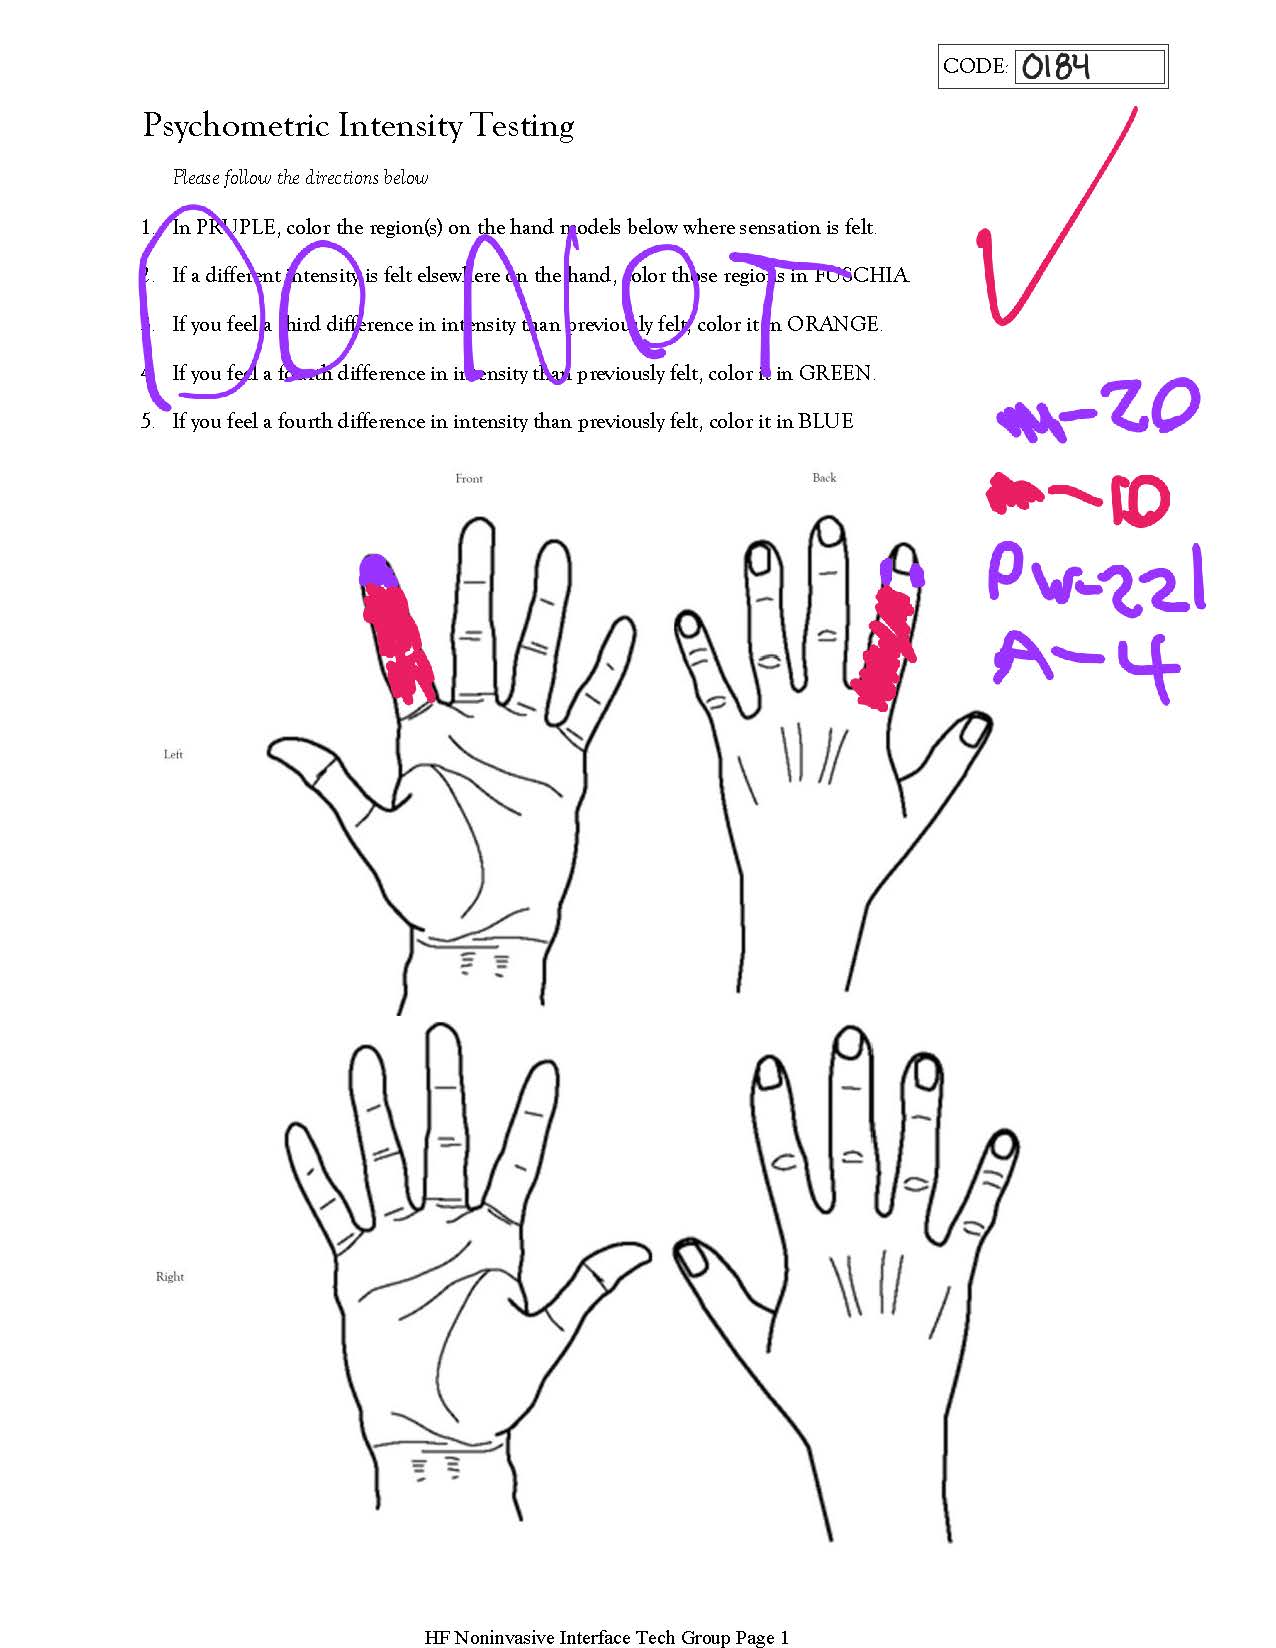 CODE: 0184
Psychometric Intensity Testing
Please follow the directions below
1. In PRUPLE, color the region(s) on the hand models below where sensation is felt.
2. If a different intensity is felt elsewhere on the hand, color those regions in FUSCHIA
3. If you feel a third difference in intensity than previously felt, color it in ORANGE.
4. If you feel a fourth difference in intensity than previously felt, color it in GREEN.
5. If you feel a fourth difference in intensity than previously felt, color it in BLUE
DO NOT
-20
-10
PW-221
A-4
Front Back
Left
Right
HF Noninvasive Interface Tech Group Page 1